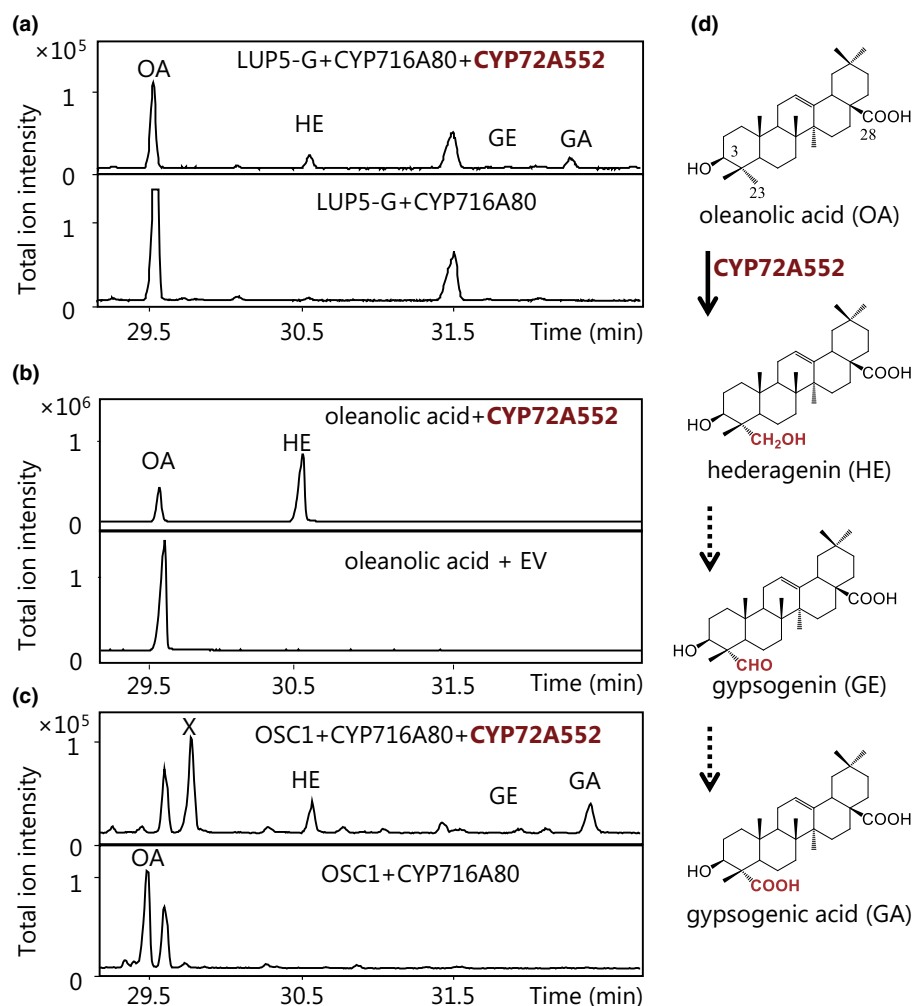 (a)
×10⁵
LUP5-G+CYP716A80+CYP72A552
OA
1
HE
GE
GA
0
LUP5-G+CYP716A80
1
0
Total ion intensity
29.5 30.5 31.5 Time (min)
(b)
×10⁶
oleanolic acid+CYP72A552
1
OA
HE
0
oleanolic acid + EV
1
0
Total ion intensity
29.5 30.5 31.5
(c)
×10⁵
X
OSC1+CYP716A80+CYP72A552
1
HE
GE
GA
0
OA
OSC1+CYP716A80
1
0
Total ion intensity
29.5 30.5 31.5 Time (min)
(d)
COOH
28
3
HO
23
oleanolic acid (OA)
CYP72A552
COOH
HO
CH₂OH
hederagenin (HE)
COOH
HO
CHO
gypsogenin (GE)
COOH
HO
COOH
gypsogenic acid (GA)